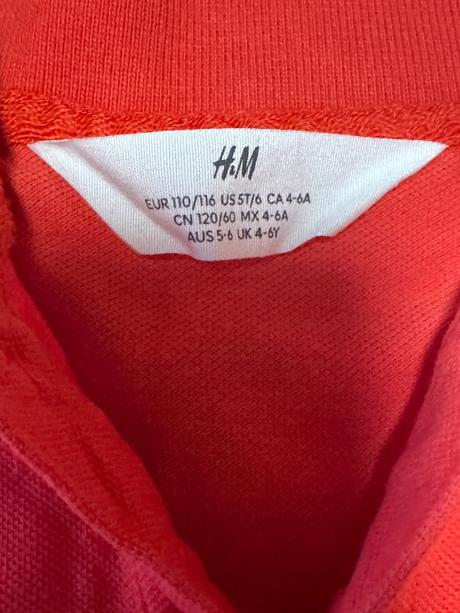 H&M
EUR 110/116 US 5T/6 CA 4-6A
CN 120/60 MX 4-6A
AUS 5-6 UK 4-6Y